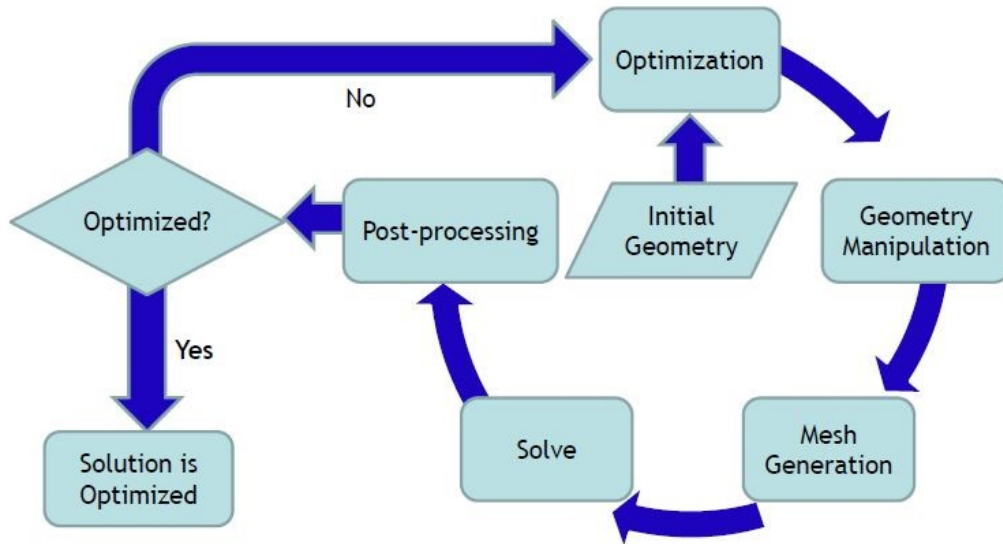 Optimization
No
Optimized?
Post-processing
Initial
Geometry
Geometry
Manipulation
Yes
Solution is
Optimized
Solve
Mesh
Generation